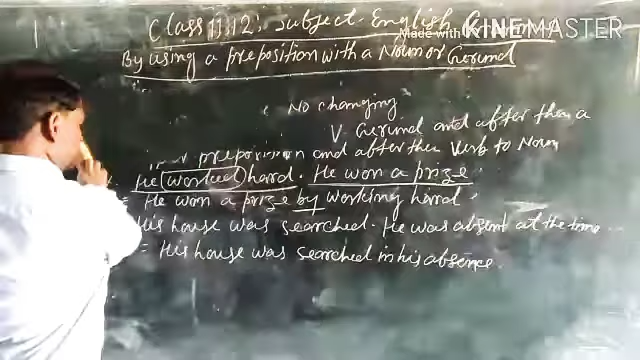 Class 11, 12: Subject - English Grammar
Made with KINEMASTER
By using a preposition with a Noun or Gerund
No changing
V Gerund and after then a
preposition and after then Verb to Noun
He worked hard. He won a prize
= He won a prize by working hard.
His house was searched. He was absent at the time.
= His house was searched in his absence.